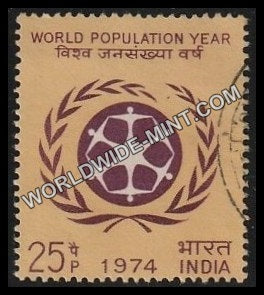 WORLD POPULATION YEAR
विश्व जनसंख्या वर्ष
WORLDWIDE-MINT.COM
25 पै P 1974 भारत INDIA